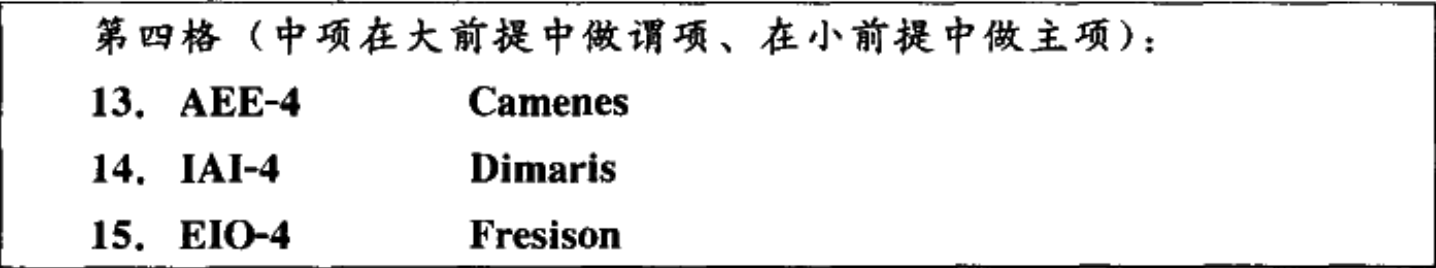 第四格（中项在大前提中做谓项、在小前提中做主项）：
13. AEE-4 Camenes
14. IAI-4 Dimaris
15. EIO-4 Fresison